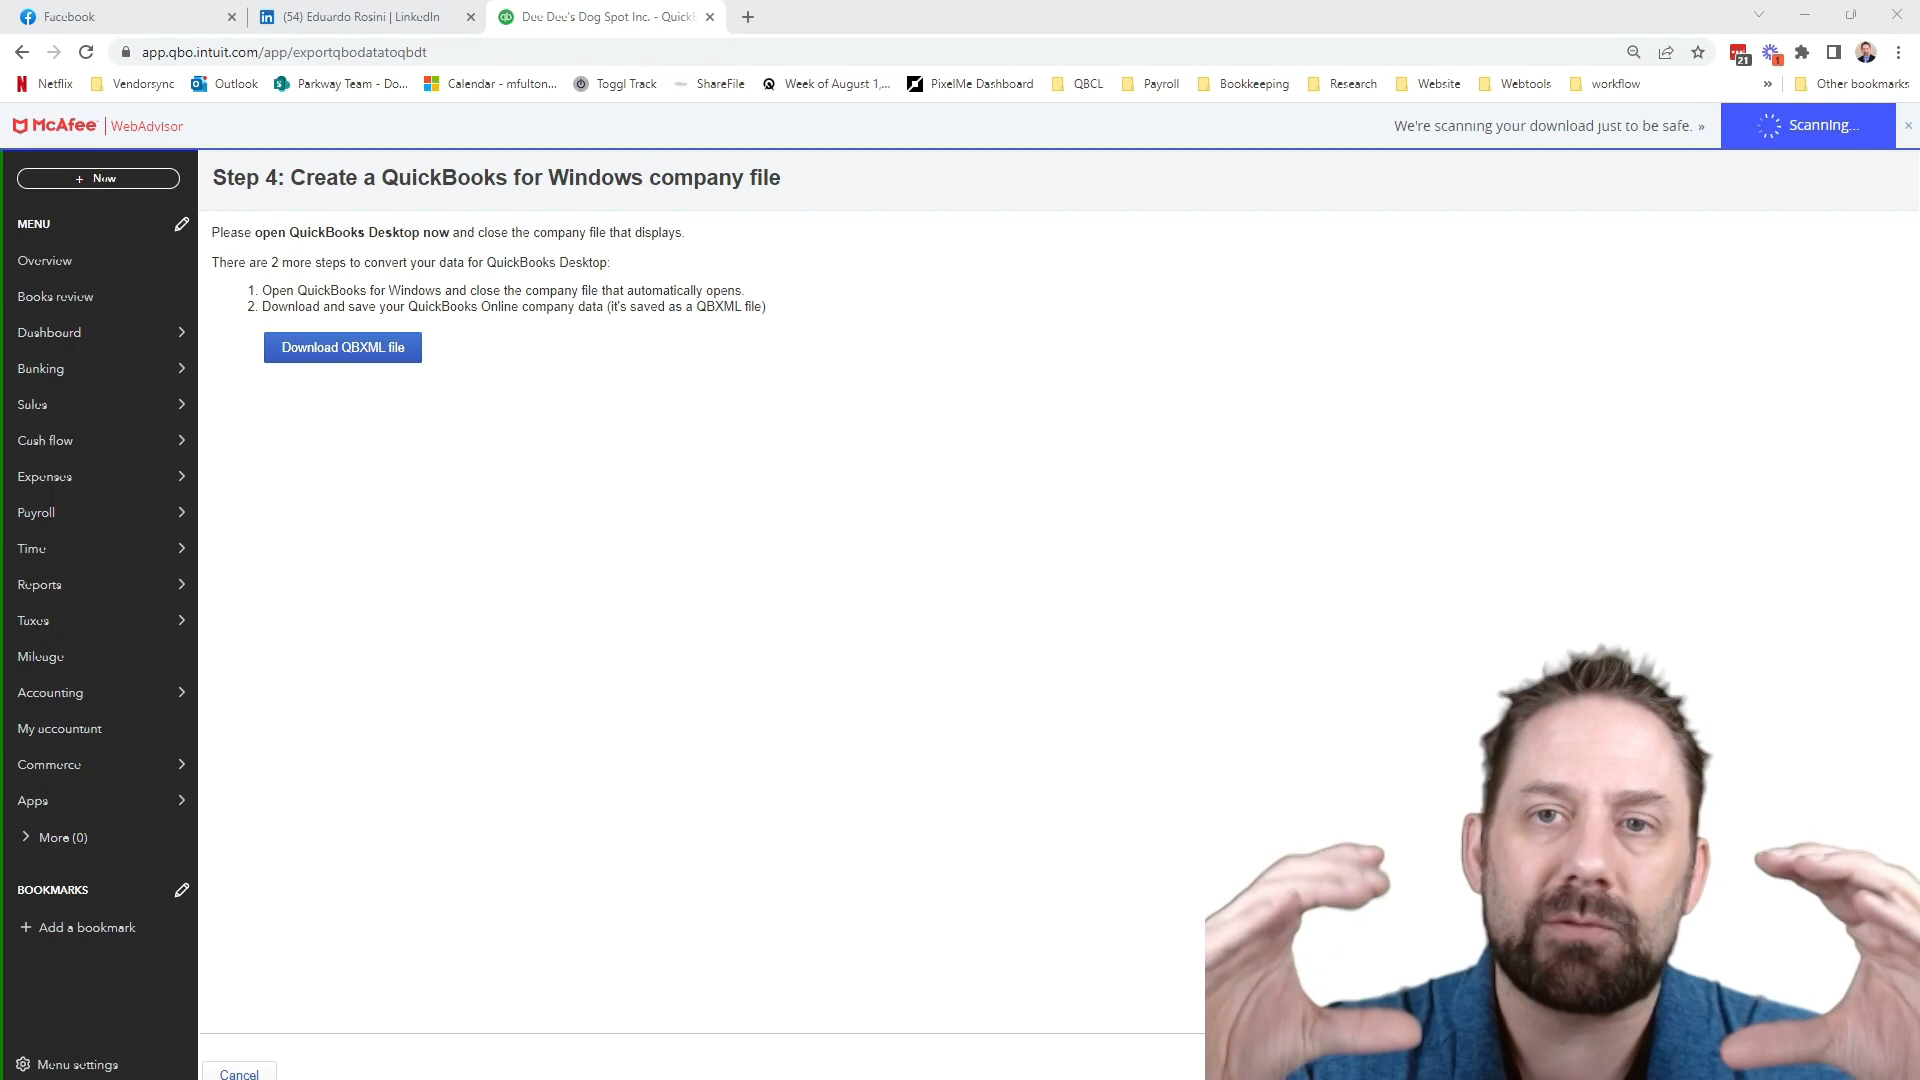 Facebook
(54) Eduardo Rosini | LinkedIn
Dee Dee's Dog Spot Inc. - QuickB
app.qbo.intuit.com/app/exportqbodatatoqbdt
21
1
Netflix
Vendorsync
Outlook
Parkway Team - Do...
Calendar - mfulton...
Toggl Track
ShareFile
Week of August 1,...
PixelMe Dashboard
QBCL
Payroll
Bookkeeping
Research
Website
Webtools
workflow
»
Other bookmarks
McAfee | WebAdvisor
We're scanning your download just to be safe. »
Scanning...
+ New
MENU
Overview
Books review
Dashboard
Banking
Sales
Cash flow
Expenses
Payroll
Time
Reports
Taxes
Mileage
Accounting
My accountant
Commerce
Apps
More (0)
BOOKMARKS
+ Add a bookmark
Menu settings
Step 4: Create a QuickBooks for Windows company file
Please open QuickBooks Desktop now and close the company file that displays.
There are 2 more steps to convert your data for QuickBooks Desktop:
1. Open QuickBooks for Windows and close the company file that automatically opens.
2. Download and save your QuickBooks Online company data (it's saved as a QBXML file)
Download QBXML file
Cancel